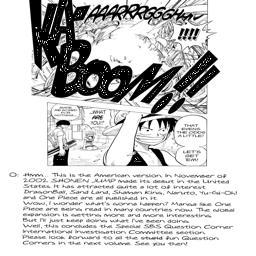 AAARRRRGGGHH
!!!!
KA
BOOM!!
WHAT ARE YOU?
THAT EVENS THE ODDS A LITTLE!
LET'S GET 'EM!
O: Hmm... This is the American version in November of
2002. SHONEN JUMP made its debut in the United
States. It has attracted quite a lot of interest.
DragonBall, Sand Land, Shaman King, Naruto, Yu-Gi-Oh!
and One Piece are all published in it.
Wow, I wonder what's gonna happen? Manga like One
Piece are being read in many countries now. The global
expansion is getting more and more interesting.
But I'll just keep doing what I've been doing.
Well, this concludes the Special SBS Question Corner
International Investigation Committee section.
Please look forward to all the stupid fun Question
Corners in the next volume. See you then!